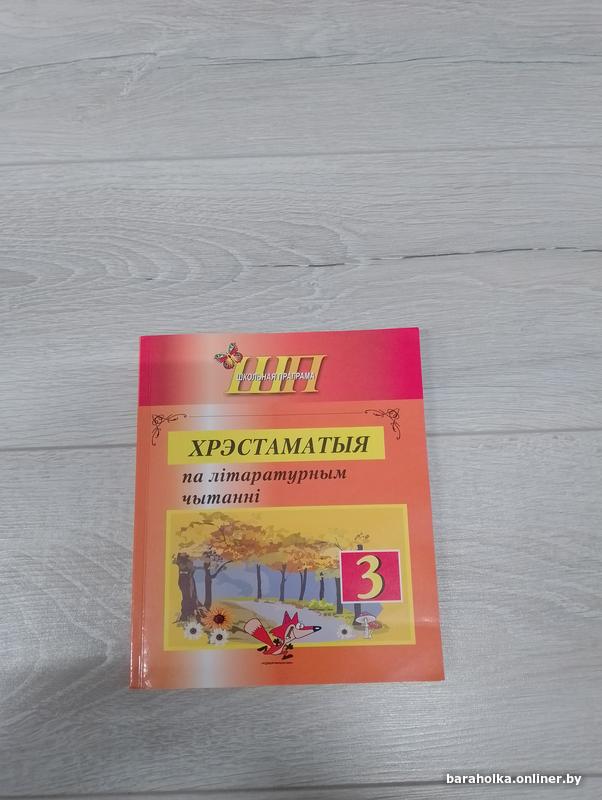 ШП
ШКОЛЬНАЯ ПРАГРАМА
ХРЭСТАМАТЫЯ
па літаратурным
чытанні
3
baraholka.onliner.by